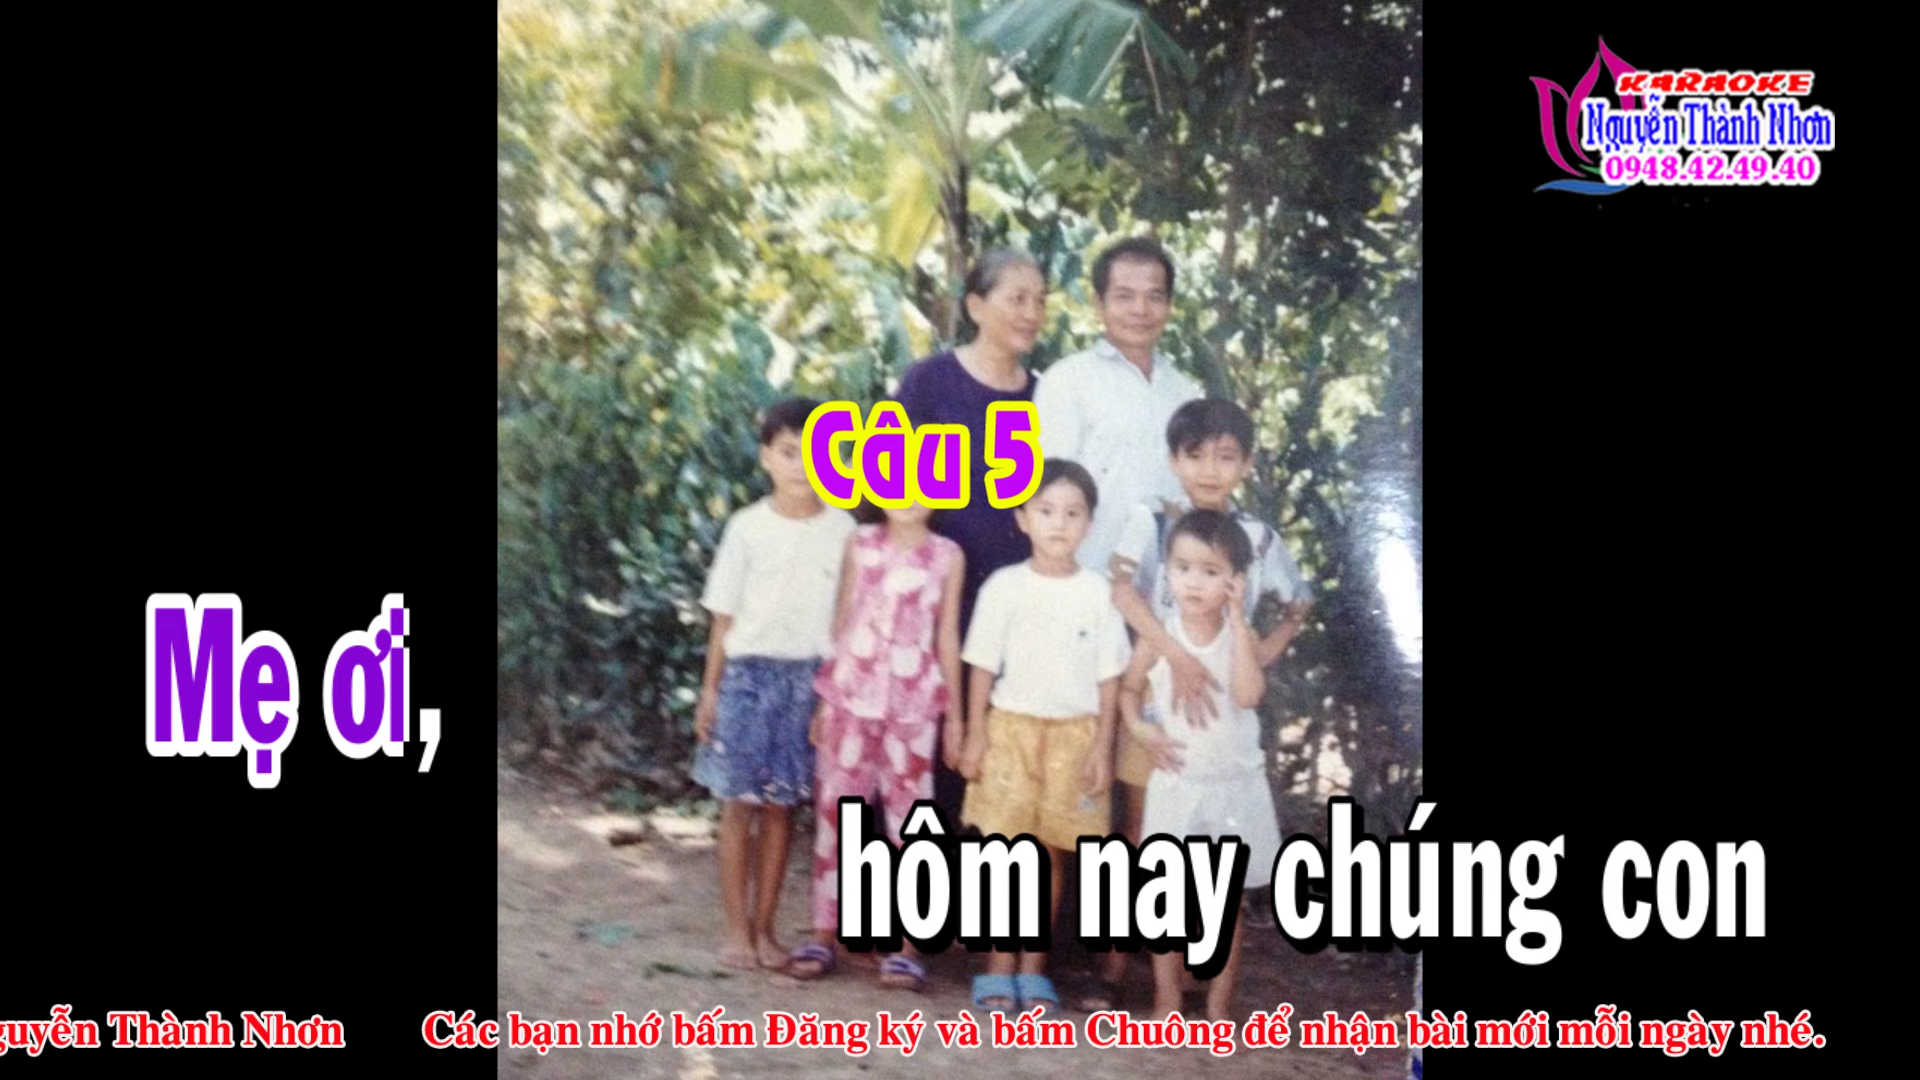 KARAOKE
Nguyễn Thành Nhơn
0948.42.49.40
Câu 5
Mẹ ơi,
hôm nay chúng con
guyễn Thành Nhơn Các bạn nhớ bấm Đăng ký và bấm Chuông để nhận bài mới mỗi ngày nhé.